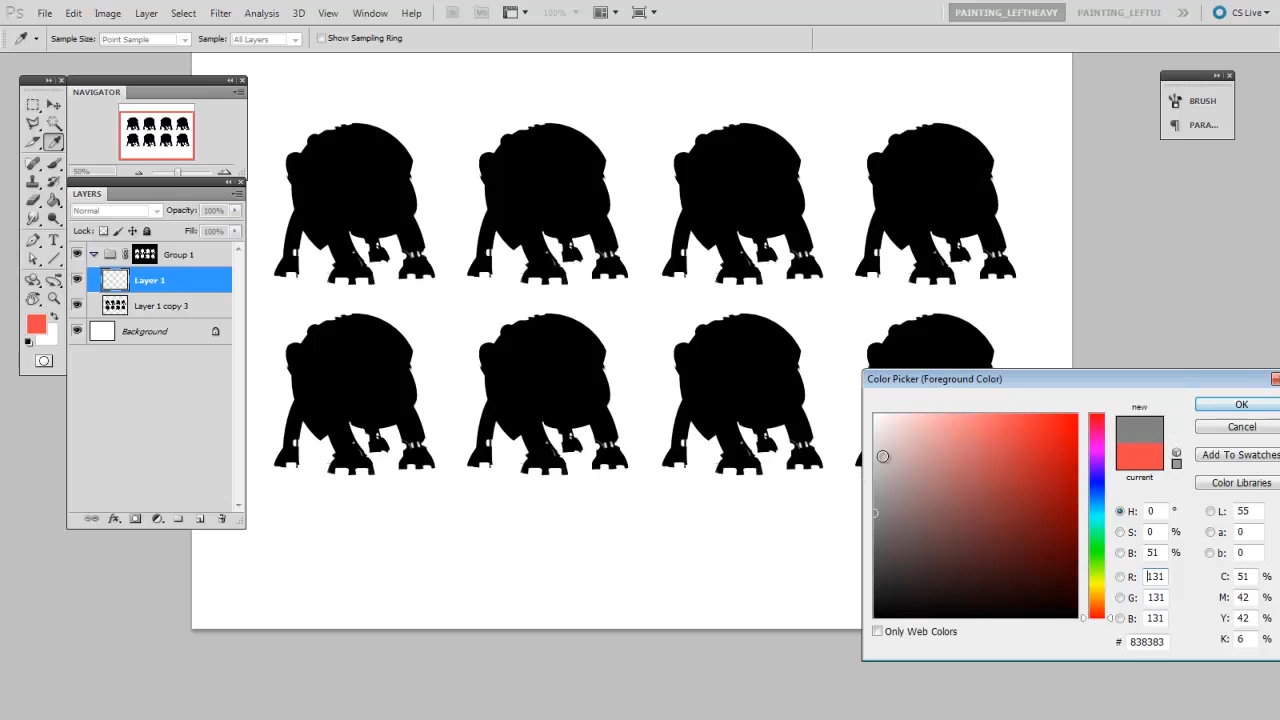 Ps File Edit Image Layer Select Filter Analysis 3D View Window Help Br Mb 100% PAINTING_LEFTHEAVY PAINTING_LEFTUI CS Live
Sample Size: Point Sample Sample: All Layers Show Sampling Ring
NAVIGATOR
50%
LAYERS
Normal Opacity: 100%
Lock: Fill: 100%
Group 1
Layer 1
Layer 1 copy 3
Background
fx.
T
BRUSH
PARA...
Color Picker (Foreground Color)
new
current
OK
Cancel
Add To Swatches
Color Libraries
H: 0 ° L: 55
S: 0 % a: 0
B: 51 % b: 0
R: 131 C: 51 %
G: 131 M: 42 %
B: 131 Y: 42 %
# 838383 K: 6 %
Only Web Colors